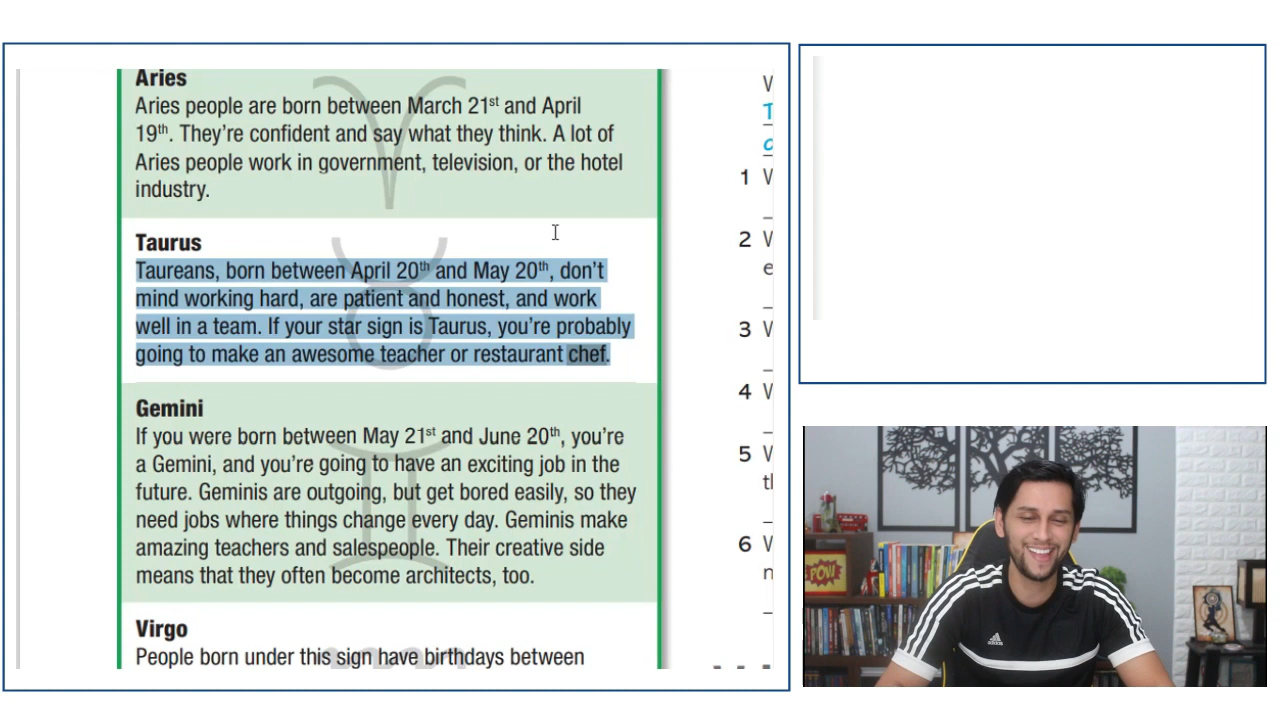 Aries
Aries people are born between March 21st and April
19th. They're confident and say what they think. A lot of
Aries people work in government, television, or the hotel
industry.
Taurus
Taureans, born between April 20th and May 20th, don't
mind working hard, are patient and honest, and work
well in a team. If your star sign is Taurus, you're probably
going to make an awesome teacher or restaurant chef.
Gemini
If you were born between May 21st and June 20th, you're
a Gemini, and you're going to have an exciting job in the
future. Geminis are outgoing, but get bored easily, so they
need jobs where things change every day. Geminis make
amazing teachers and salespeople. Their creative side
means that they often become architects, too.
Virgo
People born under this sign have birthdays between
1
2
e
3
4
5
6
POV!
adidas